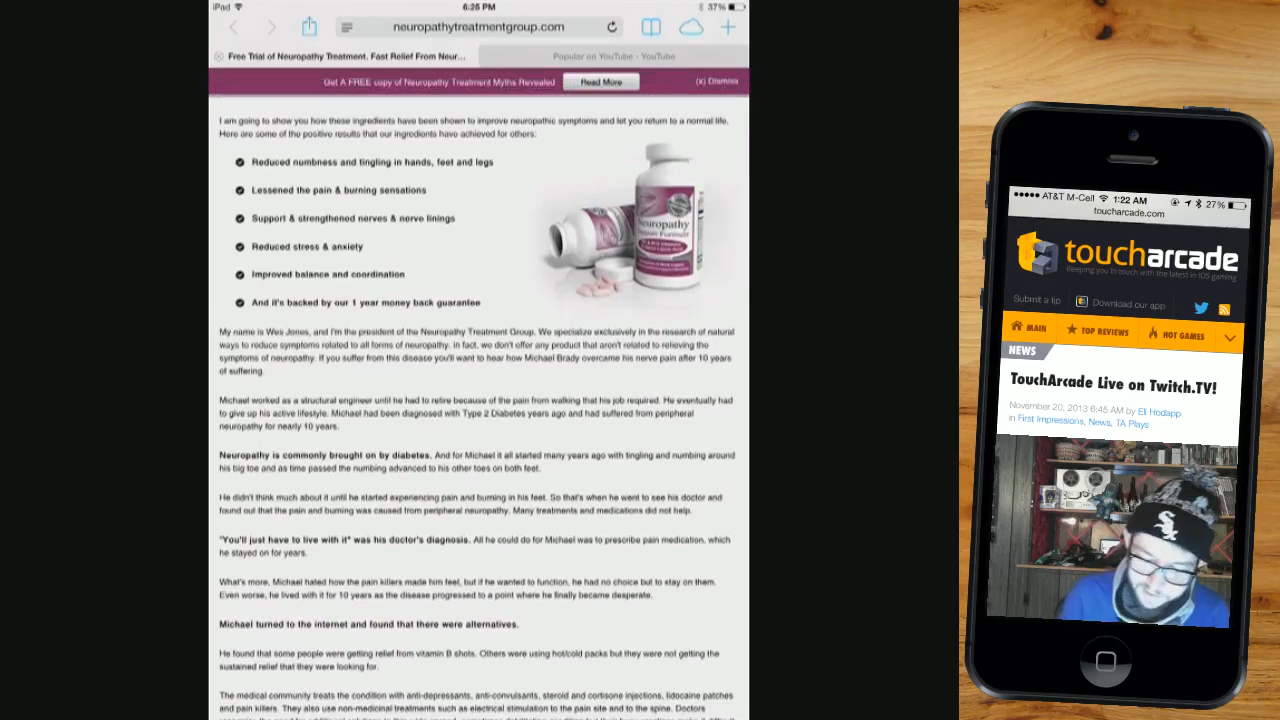 iPad
6:25 PM
37%
neuropathytreatmentgroup.com
Free Trial of Neuropathy Treatment. Fast Relief From Neur...
Popular on YouTube - YouTube
Get A FREE copy of Neuropathy Treatment Myths Revealed
Read More
(x) Dismiss
I am going to show you how these ingredients have been shown to improve neuropathic symptoms and let you return to a normal life.
Here are some of the positive results that our ingredients have achieved for others:
Reduced numbness and tingling in hands, feet and legs
Lessened the pain & burning sensations
Support & strengthened nerves & nerve linings
Reduced stress & anxiety
Improved balance and coordination
And it's backed by our 1 year money back guarantee
Neuropathy
Support Formula
My name is Wes Jones, and I'm the president of the Neuropathy Treatment Group. We specialize exclusively in the research of natural
ways to reduce symptoms related to all forms of neuropathy. In fact, we don't offer any product that aren't related to relieving the
symptoms of neuropathy. If you suffer from this disease you'll want to hear how Michael Brady overcame his nerve pain after 10 years
of suffering.
Michael worked as a structural engineer until he had to retire because of the pain from walking that his job required. He eventually had
to give up his active lifestyle. Michael had been diagnosed with Type 2 Diabetes years ago and had suffered from peripheral
neuropathy for nearly 10 years.
Neuropathy is commonly brought on by diabetes. And for Michael it all started many years ago with tingling and numbing around
his big toe and as time passed the numbing advanced to his other toes on both feet.
He didn't think much about it until he started experiencing pain and burning in his feet. So that's when he went to see his doctor and
found out that the pain and burning was caused from peripheral neuropathy. Many treatments and medications did not help.
"You'll just have to live with it" was his doctor's diagnosis. All he could do for Michael was to prescribe pain medication, which
he stayed on for years.
What's more, Michael hated how the pain killers made him feel, but if he wanted to function, he had no choice but to stay on them.
Even worse, he lived with it for 10 years as the disease progressed to a point where he finally became desperate.
Michael turned to the internet and found that there were alternatives.
He found that some people were getting relief from vitamin B shots. Others were using hot/cold packs but they were not getting the
sustained relief that they were looking for.
The medical community treats the condition with anti-depressants, anti-convulsants, steroid and cortisone injections, lidocaine patches
and pain killers. They also use non-medicinal treatments such as electrical stimulation to the pain site and to the spine. Doctors
AT&T M-Cell
1:22 AM
27%
toucharcade.com
toucharcade
Keeping you in touch with the latest in iOS gaming
Submit a tip
Download our app
MAIN
TOP REVIEWS
HOT GAMES
NEWS
TouchArcade Live on Twitch.TV!
November 20, 2013 6:45 AM by Eli Hodapp
in First Impressions, News, TA Plays